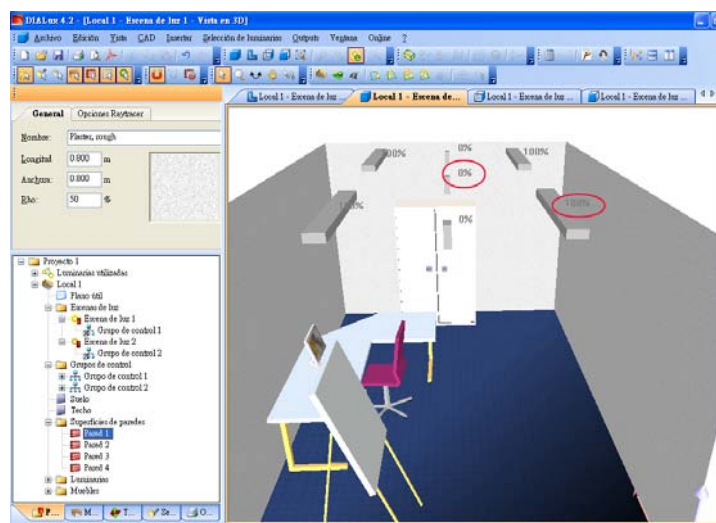 DIALux 4.2 - [Local 1 - Escena de luz 1 - Vista en 3D]
Archivo Edición Vista CAD Insertar Selección de luminarias Outputs Ventana Online ?
Local 1 - Escena de luz ...
Local 1 - Escena de...
Local 1 - Escena de luz ...
Local 1 - Escena de luz ...
General Opciones Raytracer
Nombre: Plaster, rough
Longitud 0.800 m
Anchura: 0.800 m
Rho: 50 %
Proyecto 1
Luminarias utilizadas
Local 1
Plano útil
Escenas de luz
Escena de luz 1
Grupo de control 1
Escena de luz 2
Grupo de control 2
Grupos de control
Grupo de control 1
Grupo de control 2
Suelo
Techo
Superficies de paredes
Pared 1
Pared 2
Pared 3
Pared 4
Luminarias
Muebles
P... M... T... Se... O...
100% 0% 100%
0%
100% 100%
0%